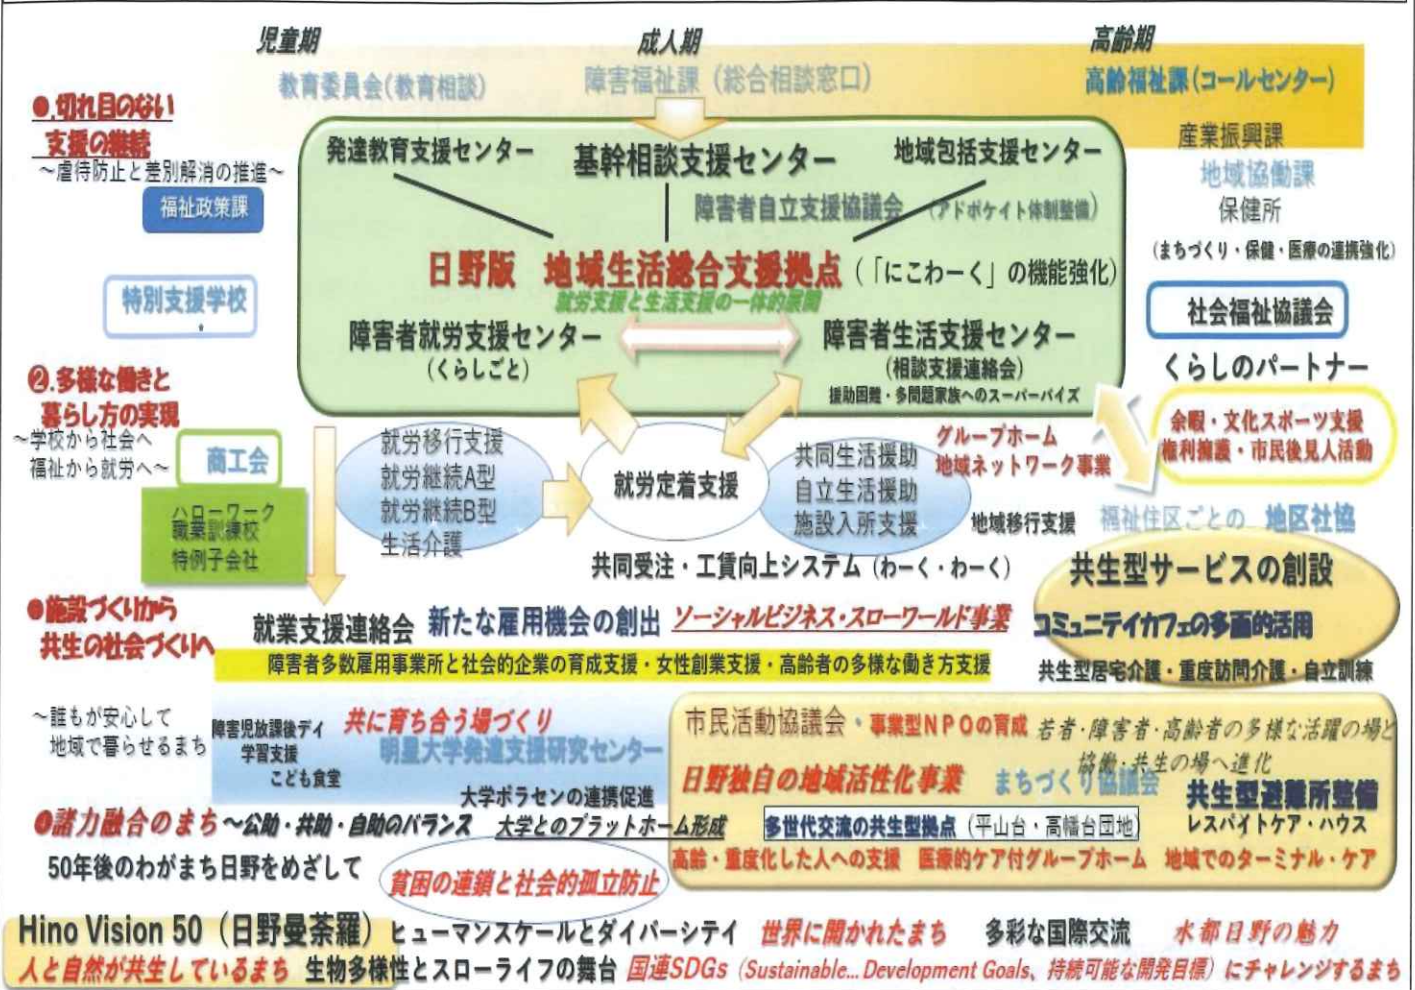 児童期
成人期
高齢期
教育委員会(教育相談)
障害福祉課(総合相談窓口)
高齢福祉課(コールセンター)
❶.切れ目のない
支援の継続
～虐待防止と差別解消の推進～
福祉政策課
特別支援学校
発達教育支援センター
基幹相談支援センター
地域包括支援センター
障害者自立支援協議会 (アドボケイト体制整備)
日野版 地域生活総合支援拠点(「にこわーく」の機能強化)
就労支援と生活支援の一体的展開
障害者就労支援センター
(くらしごと)
障害者生活支援センター
(相談支援連絡会)
援助困難・多問題家族へのスーパーバイズ
産業振興課
地域協働課
保健所
(まちづくり・保健・医療の連携強化)
社会福祉協議会
くらしのパートナー
余暇・文化スポーツ支援
権利擁護・市民後見人活動
❷.多様な働きと
暮らし方の実現
～学校から社会へ
福祉から就労へ～
商工会
ハローワーク
職業訓練校
特例子会社
就労移行支援
就労継続A型
就労継続B型
生活介護
就労定着支援
共同生活援助
自立生活援助
施設入所支援
グループホーム
地域ネットワーク事業
地域移行支援
福祉住区ごとの 地区社協
共同受注・工賃向上システム(わーく・わーく)
共生型サービスの創設
コミュニテイカフェの多面的活用
共生型居宅介護・重度訪問介護・自立訓練
●施設づくりから
共生の社会づくりへ
就業支援連絡会 新たな雇用機会の創出 ソーシャルビジネス・スローワールド事業
障害者多数雇用事業所と社会的企業の育成支援・女性創業支援・高齢者の多様な働き方支援
～誰もが安心して
地域で暮らせるまち
障害児放課後デイ
学習支援
こども食堂
共に育ち合う場づくり
明星大学発達支援研究センター
大学ボラセンの連携促進
市民活動協議会・事業型NPOの育成
若者・障害者・高齢者の多様な活躍の場と
協働・共生の場へ進化
日野独自の地域活性化事業 まちづくり協議会
共生型避難所整備
レスパイトケア・ハウス
❹諸力融合のまち～公助・共助・自助のバランス 大学とのプラットホーム形成
多世代交流の共生型拠点(平山台・高幡台団地)
50年後のわがまち日野をめざして
貧困の連鎖と社会的孤立防止
高齢・重度化した人への支援 医療的ケア付グループホーム 地域でのターミナル・ケア
Hino Vision 50(日野曼荼羅)ヒューマンスケールとダイバーシテイ 世界に開かれたまち 多彩な国際交流 水都日野の魅力
人と自然が共生しているまち 生物多様性とスローライフの舞台 国連SDGs(Sustainable...Development Goals、持続可能な開発目標)にチャレンジするまち